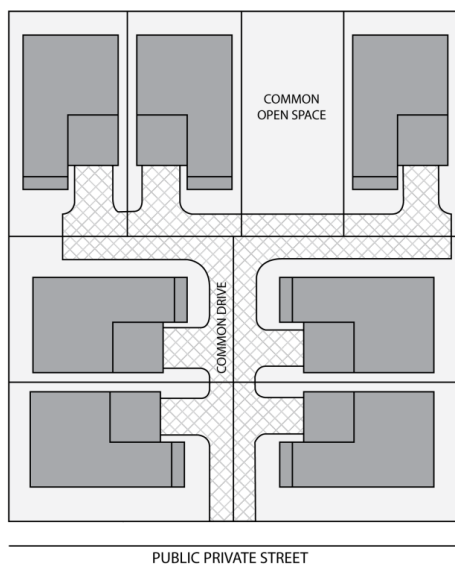 COMMON
OPEN SPACE
COMMON DRIVE
PUBLIC PRIVATE STREET